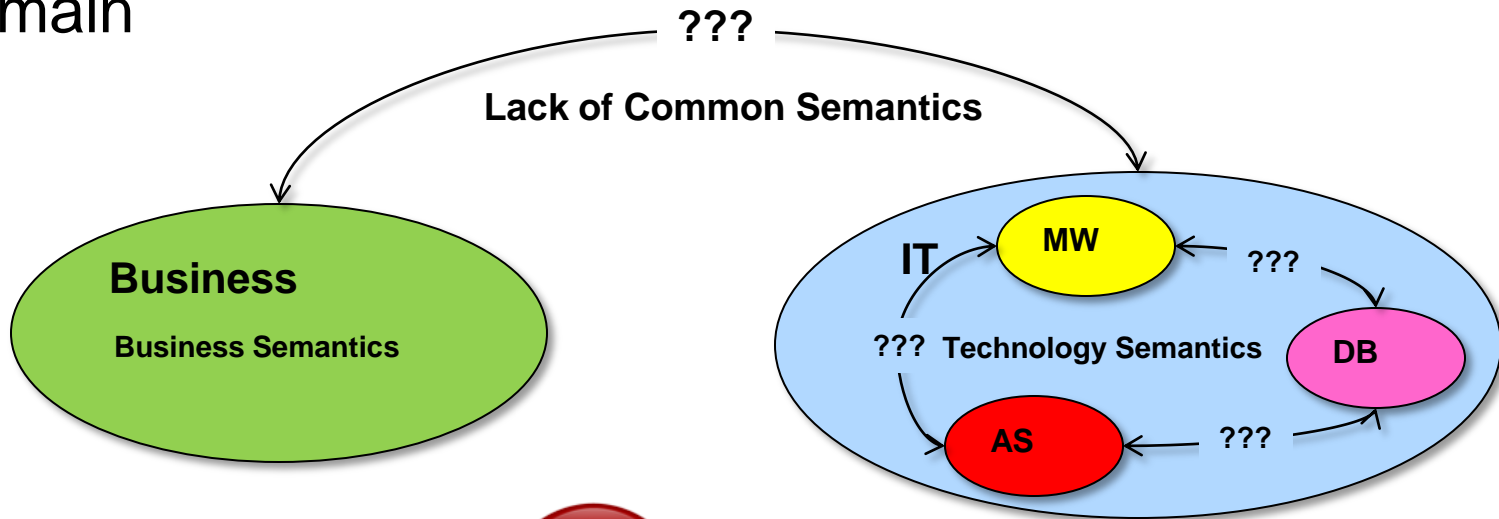 main
???
Lack of Common Semantics
Business
Business Semantics
IT
MW
???
??? Technology Semantics
DB
AS
???